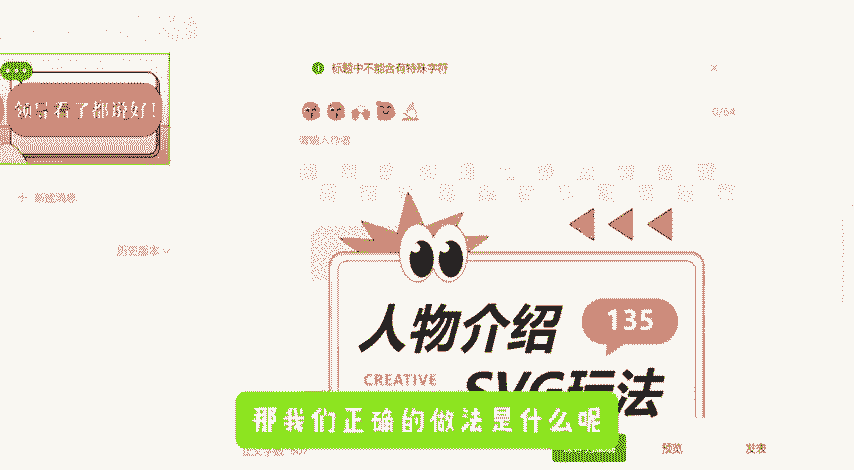 标题中不能含有特殊字符
0/64
请输入作者
领导看了都说好!
+ 新建消息
历史版本
人物介绍
135
CREATIVE
SVG玩法
那我们正确的做法是什么呢
预览
发表